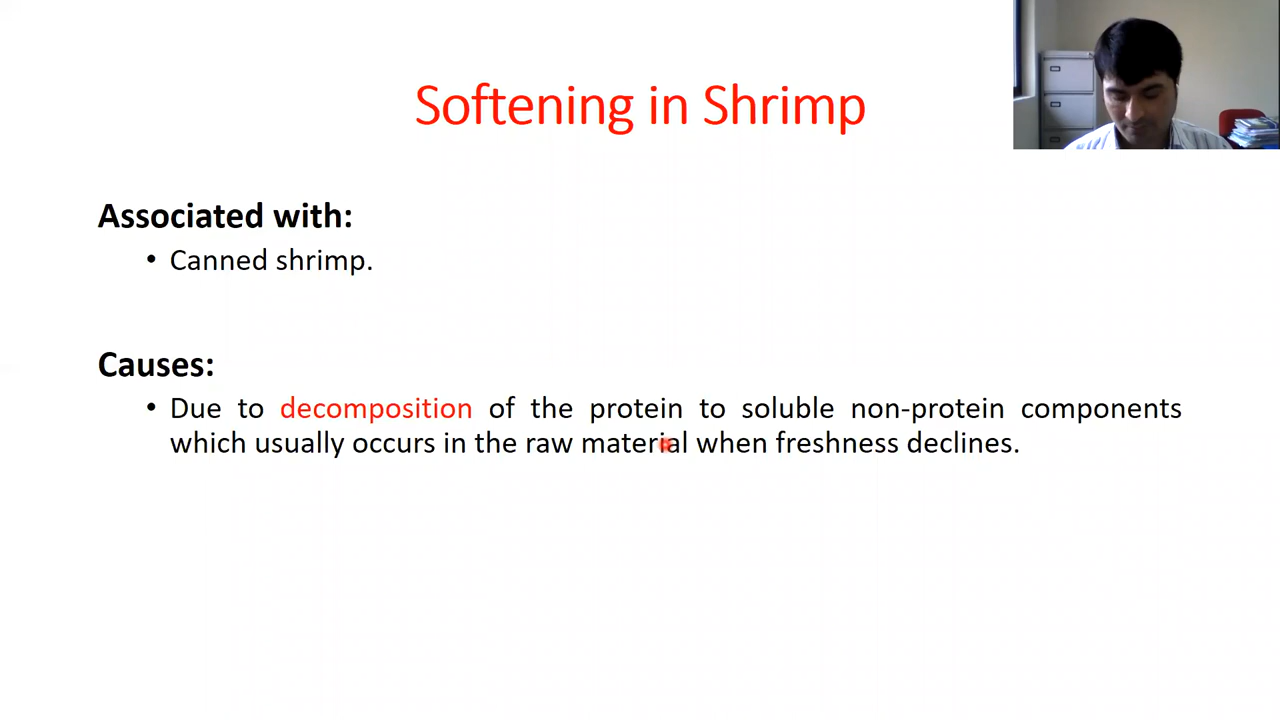 Softening in Shrimp
Associated with:
• Canned shrimp.
Causes:
• Due to decomposition of the protein to soluble non-protein components
which usually occurs in the raw material when freshness declines.